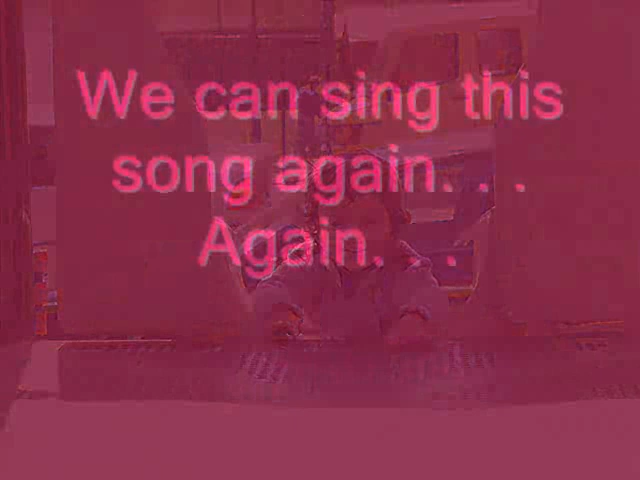 We can sing this
song again. . .
Again. . .